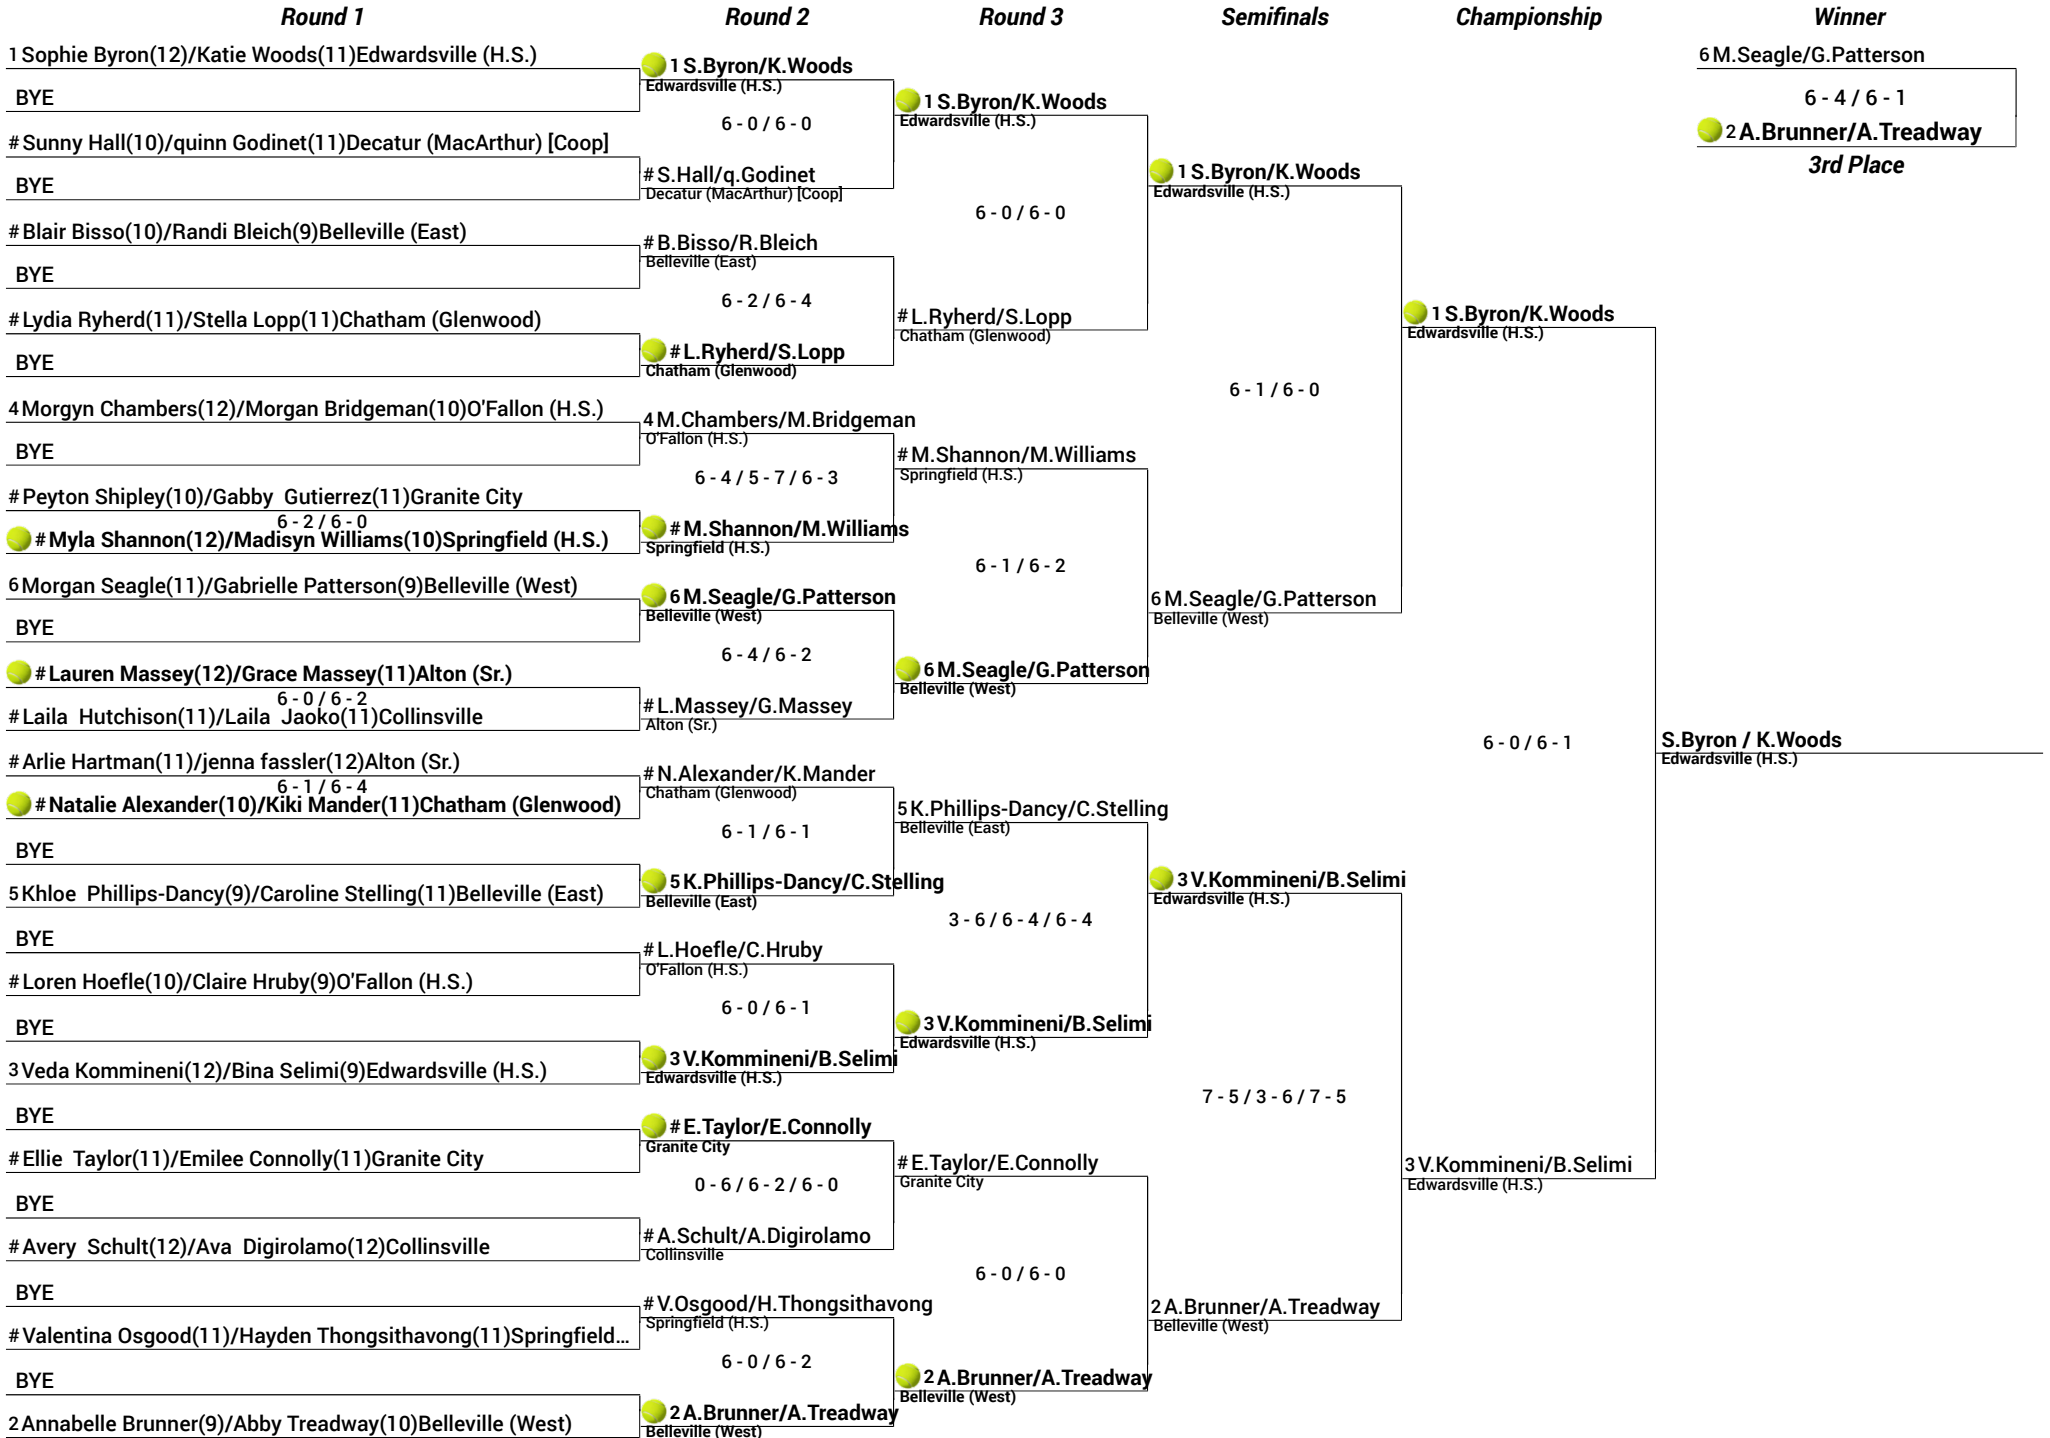 Round 1
Round 2
Round 3
Semifinals
Championship
Winner
1 Sophie Byron(12)/Katie Woods(11)Edwardsville (H.S.)
BYE
# Sunny Hall(10)/quinn Godinet(11)Decatur (MacArthur) [Coop]
BYE
# Blair Bisso(10)/Randi Bleich(9)Belleville (East)
BYE
# Lydia Ryherd(11)/Stella Lopp(11)Chatham (Glenwood)
BYE
4 Morgyn Chambers(12)/Morgan Bridgeman(10)O'Fallon (H.S.)
BYE
# Peyton Shipley(10)/Gabby  Gutierrez(11)Granite City
6 - 2 / 6 - 0
# Myla Shannon(12)/Madisyn Williams(10)Springfield (H.S.)
6 Morgan Seagle(11)/Gabrielle Patterson(9)Belleville (West)
BYE
# Lauren Massey(12)/Grace Massey(11)Alton (Sr.)
6 - 0 / 6 - 2
# Laila  Hutchison(11)/Laila  Jaoko(11)Collinsville
# Arlie Hartman(11)/jenna fassler(12)Alton (Sr.)
6 - 1 / 6 - 4
# Natalie Alexander(10)/Kiki Mander(11)Chatham (Glenwood)
BYE
5 Khloe  Phillips-Dancy(9)/Caroline Stelling(11)Belleville (East)
BYE
# Loren Hoefle(10)/Claire Hruby(9)O'Fallon (H.S.)
BYE
3 Veda Kommineni(12)/Bina Selimi(9)Edwardsville (H.S.)
BYE
# Ellie  Taylor(11)/Emilee Connolly(11)Granite City
BYE
# Avery  Schult(12)/Ava  Digirolamo(12)Collinsville
BYE
# Valentina Osgood(11)/Hayden Thongsithavong(11)Springfield...
BYE
2 Annabelle Brunner(9)/Abby Treadway(10)Belleville (West)
1 S.Byron/K.Woods
Edwardsville (H.S.)
6 - 0 / 6 - 0
# S.Hall/q.Godinet
Decatur (MacArthur) [Coop]
# B.Bisso/R.Bleich
Belleville (East)
6 - 2 / 6 - 4
# L.Ryherd/S.Lopp
Chatham (Glenwood)
4 M.Chambers/M.Bridgeman
O'Fallon (H.S.)
6 - 4 / 5 - 7 / 6 - 3
# M.Shannon/M.Williams
Springfield (H.S.)
6 M.Seagle/G.Patterson
Belleville (West)
6 - 4 / 6 - 2
# L.Massey/G.Massey
Alton (Sr.)
# N.Alexander/K.Mander
Chatham (Glenwood)
6 - 1 / 6 - 1
5 K.Phillips-Dancy/C.Stelling
Belleville (East)
# L.Hoefle/C.Hruby
O'Fallon (H.S.)
6 - 0 / 6 - 1
3 V.Kommineni/B.Selimi
Edwardsville (H.S.)
# E.Taylor/E.Connolly
Granite City
0 - 6 / 6 - 2 / 6 - 0
# A.Schult/A.Digirolamo
Collinsville
# V.Osgood/H.Thongsithavong
Springfield (H.S.)
6 - 0 / 6 - 2
2 A.Brunner/A.Treadway
Belleville (West)
1 S.Byron/K.Woods
Edwardsville (H.S.)
6 - 0 / 6 - 0
# L.Ryherd/S.Lopp
Chatham (Glenwood)
# M.Shannon/M.Williams
Springfield (H.S.)
6 - 1 / 6 - 2
6 M.Seagle/G.Patterson
Belleville (West)
5 K.Phillips-Dancy/C.Stelling
Belleville (East)
3 - 6 / 6 - 4 / 6 - 4
3 V.Kommineni/B.Selimi
Edwardsville (H.S.)
# E.Taylor/E.Connolly
Granite City
6 - 0 / 6 - 0
2 A.Brunner/A.Treadway
Belleville (West)
1 S.Byron/K.Woods
Edwardsville (H.S.)
6 - 1 / 6 - 0
6 M.Seagle/G.Patterson
Belleville (West)
3 V.Kommineni/B.Selimi
Edwardsville (H.S.)
7 - 5 / 3 - 6 / 7 - 5
2 A.Brunner/A.Treadway
Belleville (West)
1 S.Byron/K.Woods
Edwardsville (H.S.)
6 - 0 / 6 - 1
3 V.Kommineni/B.Selimi
Edwardsville (H.S.)
S.Byron / K.Woods
Edwardsville (H.S.)
6 M.Seagle/G.Patterson
6 - 4 / 6 - 1
2 A.Brunner/A.Treadway
3rd Place